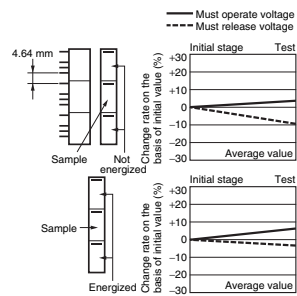 Must operate voltage
Must release voltage
4.64 mm
Sample
Not
energized
Change rate on the
basis of initial value (%)
Initial stage
Test
+30
+20
+10
0
−10
−20
−30
Average value
Sample
Energized
Change rate on the
basis of initial value (%)
Initial stage
Test
+30
+20
+10
0
−10
−20
−30
Average value